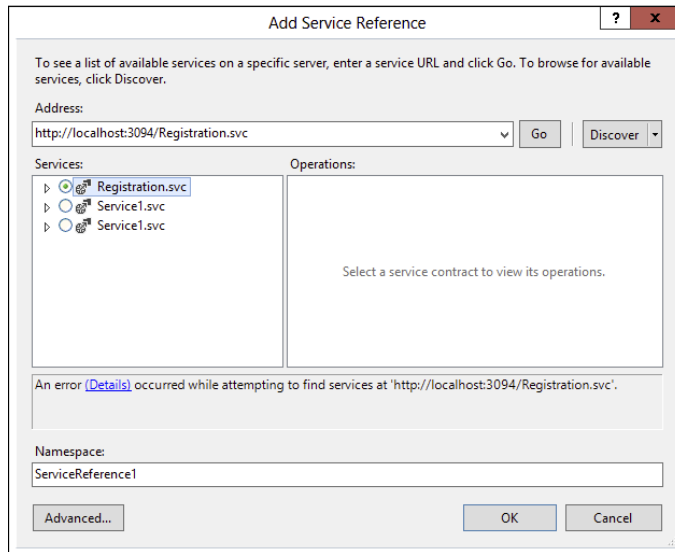 Add Service Reference
?
x
To see a list of available services on a specific server, enter a service URL and click Go. To browse for available
services, click Discover.
Address:
http://localhost:3094/Registration.svc
Go
Discover
Services:
Operations:
Registration.svc
Service1.svc
Service1.svc
Select a service contract to view its operations.
An error (Details) occurred while attempting to find services at 'http://localhost:3094/Registration.svc'.
Namespace:
ServiceReference1
Advanced...
OK
Cancel